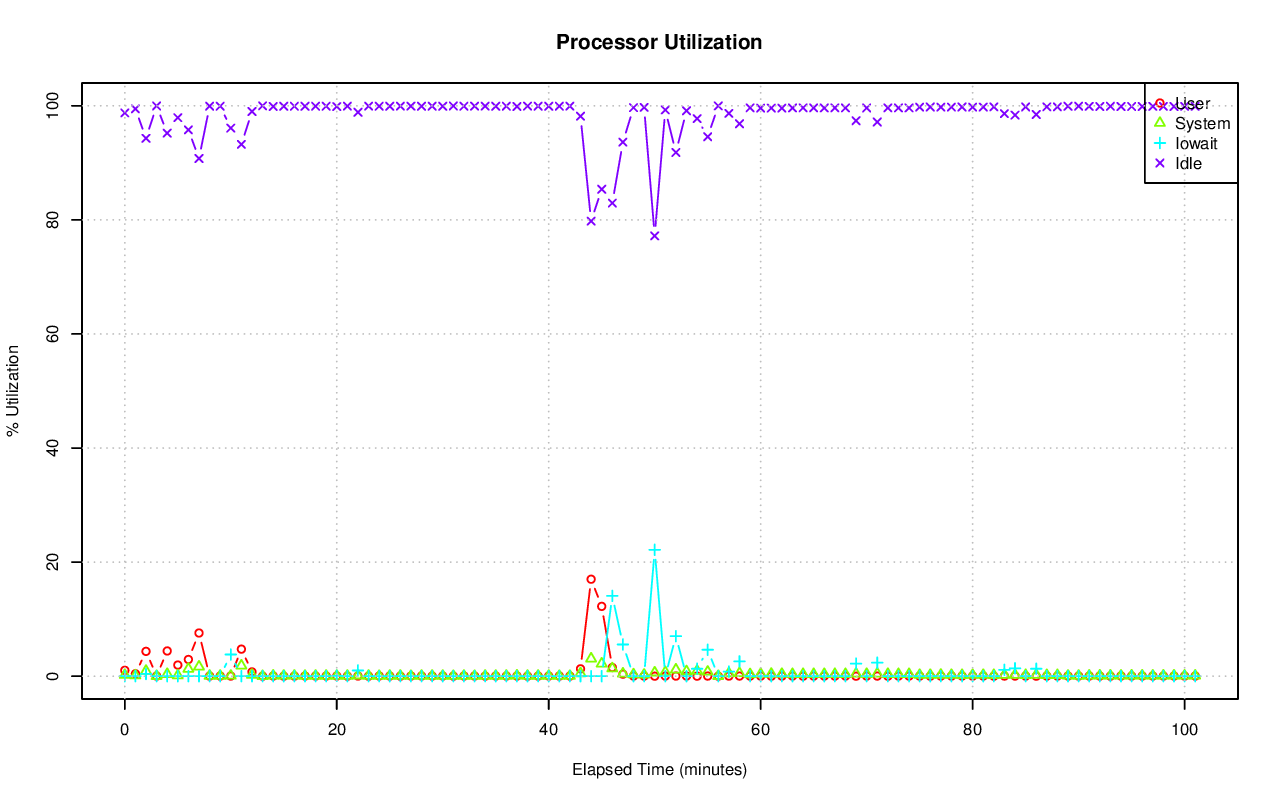 Processor Utilization
100
80
60
40
20
0
% Utilization
User
System
Iowait
Idle
0 20 40 60 80 100
Elapsed Time (minutes)